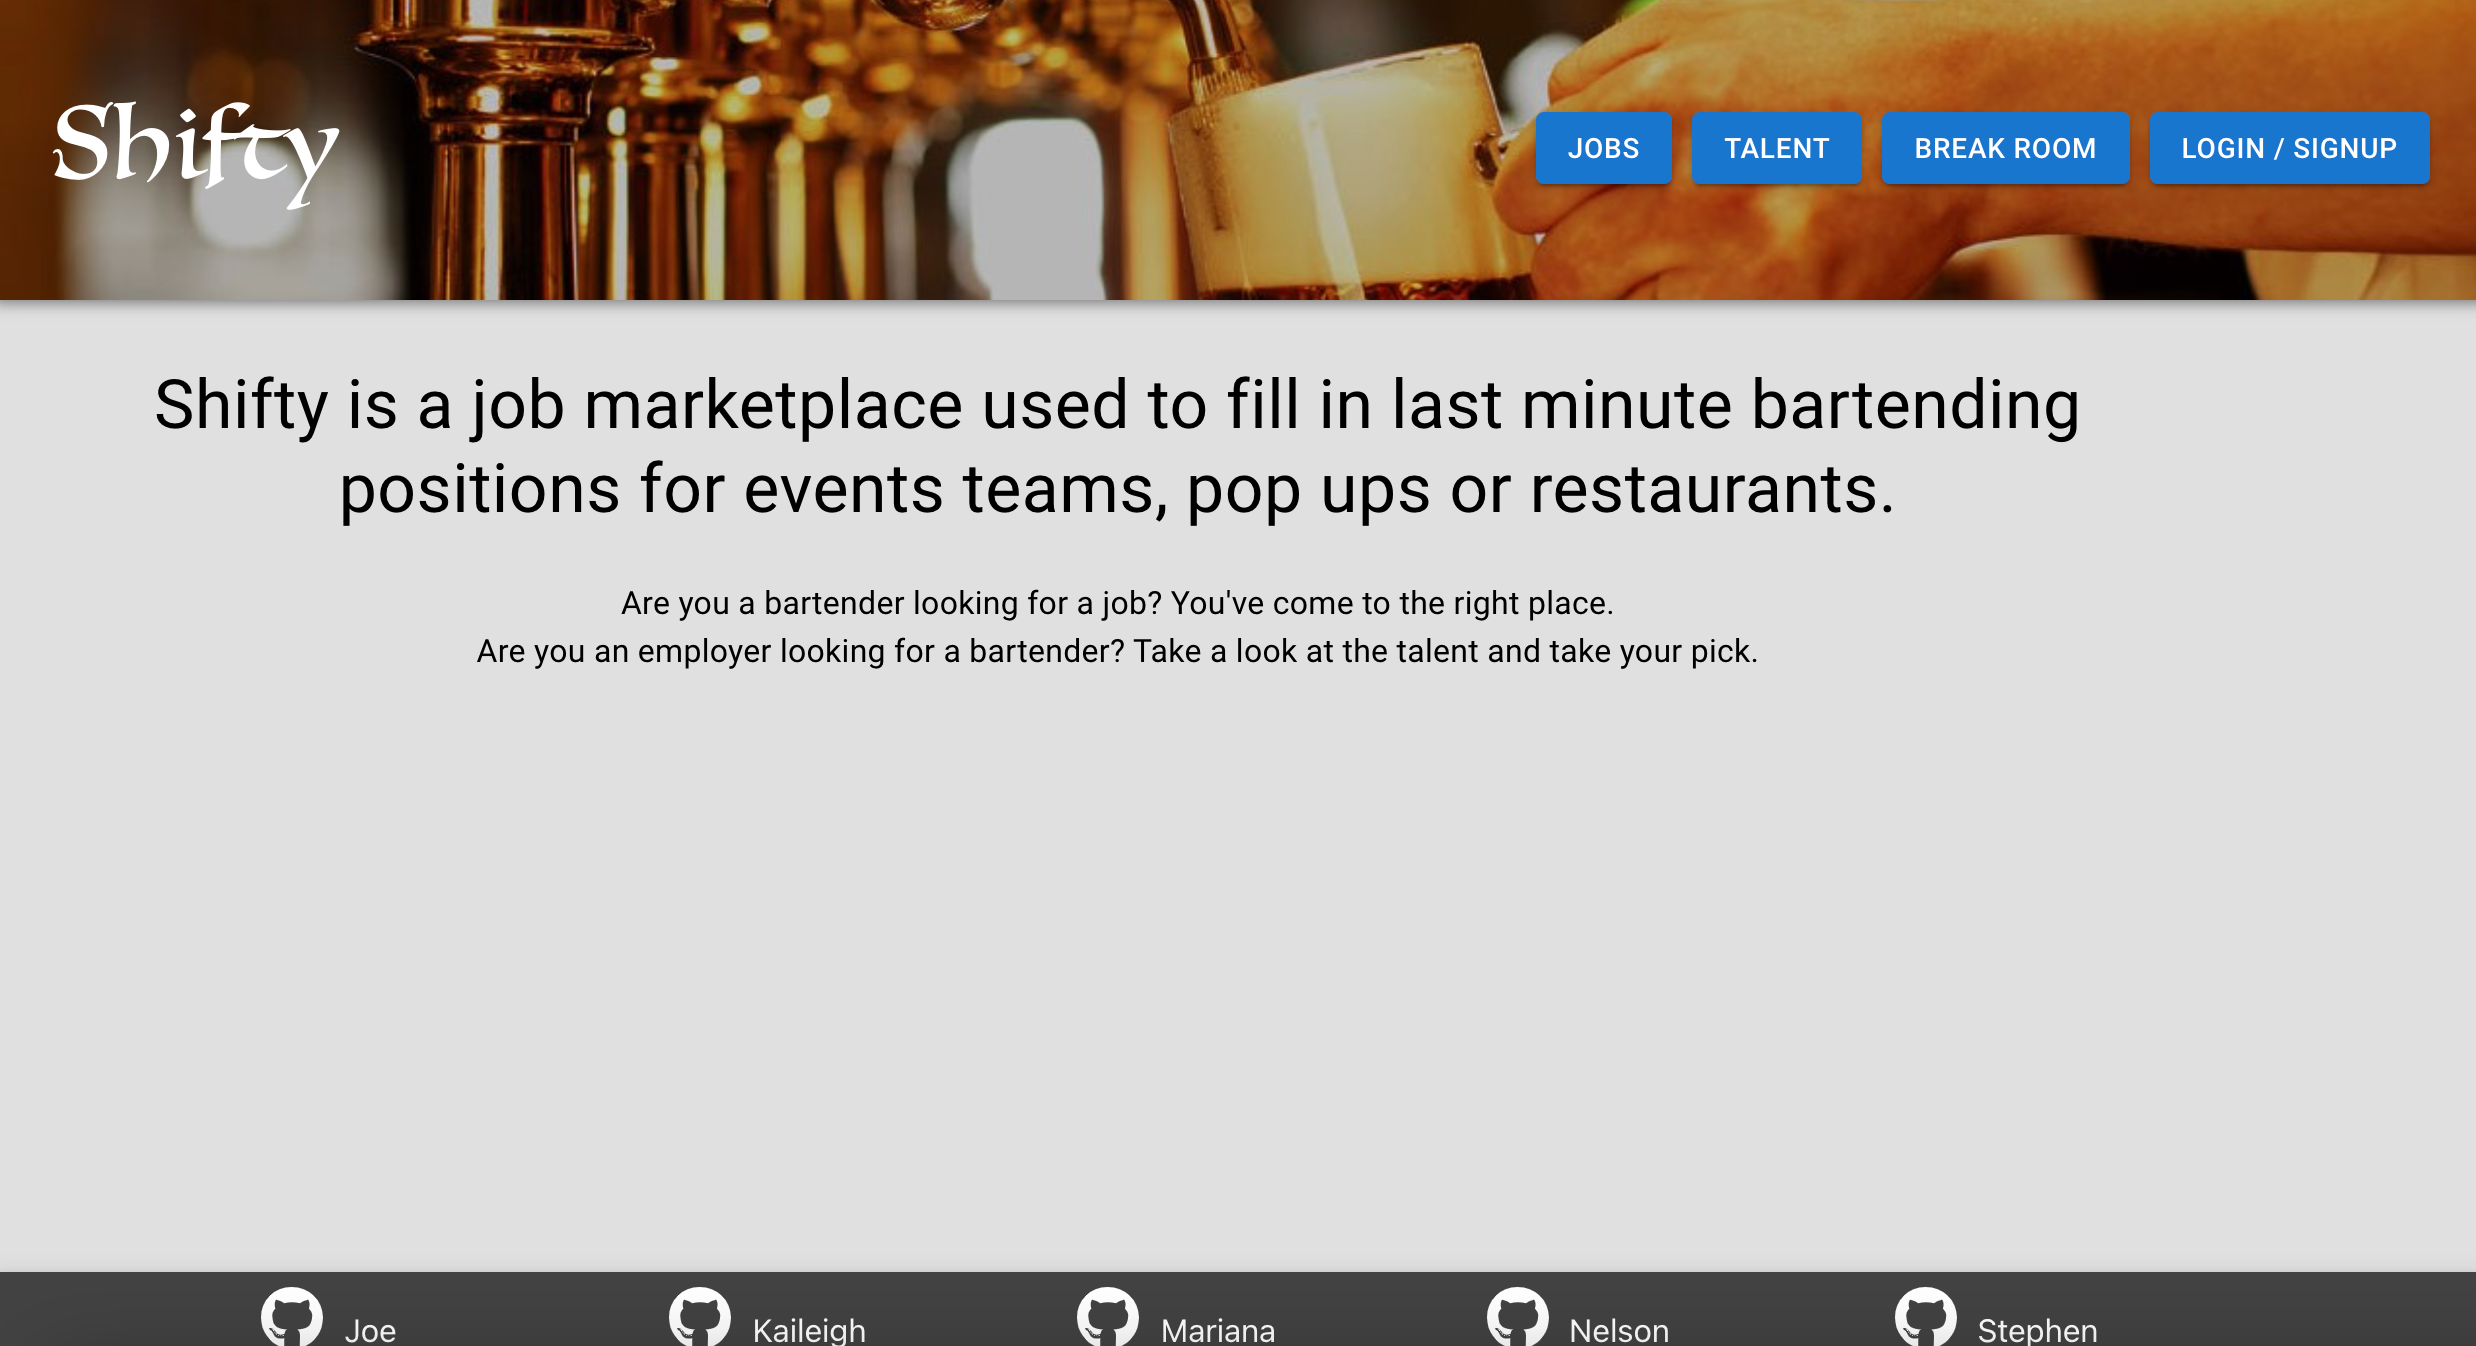 Shifty
JOBS
TALENT
BREAK ROOM
LOGIN / SIGNUP
Shifty is a job marketplace used to fill in last minute bartending
positions for events teams, pop ups or restaurants.
Are you a bartender looking for a job? You've come to the right place.
Are you an employer looking for a bartender? Take a look at the talent and take your pick.
Joe
Kaileigh
Mariana
Nelson
Stephen